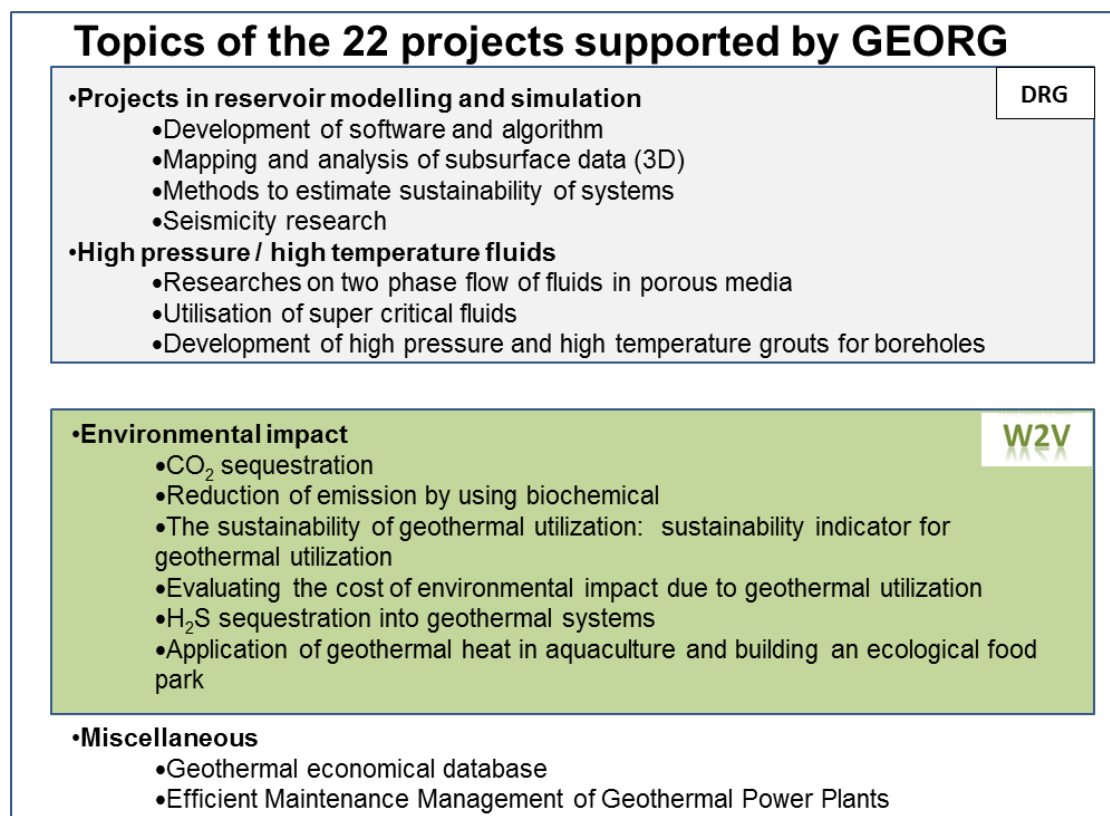 Topics of the 22 projects supported by GEORG
DRG
•Projects in reservoir modelling and simulation
•Development of software and algorithm
•Mapping and analysis of subsurface data (3D)
•Methods to estimate sustainability of systems
•Seismicity research
•High pressure / high temperature fluids
•Researches on two phase flow of fluids in porous media
•Utilisation of super critical fluids
•Development of high pressure and high temperature grouts for boreholes
W2V
•Environmental impact
•CO₂ sequestration
•Reduction of emission by using biochemical
•The sustainability of geothermal utilization: sustainability indicator for
geothermal utilization
•Evaluating the cost of environmental impact due to geothermal utilization
•H₂S sequestration into geothermal systems
•Application of geothermal heat in aquaculture and building an ecological food
park
•Miscellaneous
•Geothermal economical database
•Efficient Maintenance Management of Geothermal Power Plants